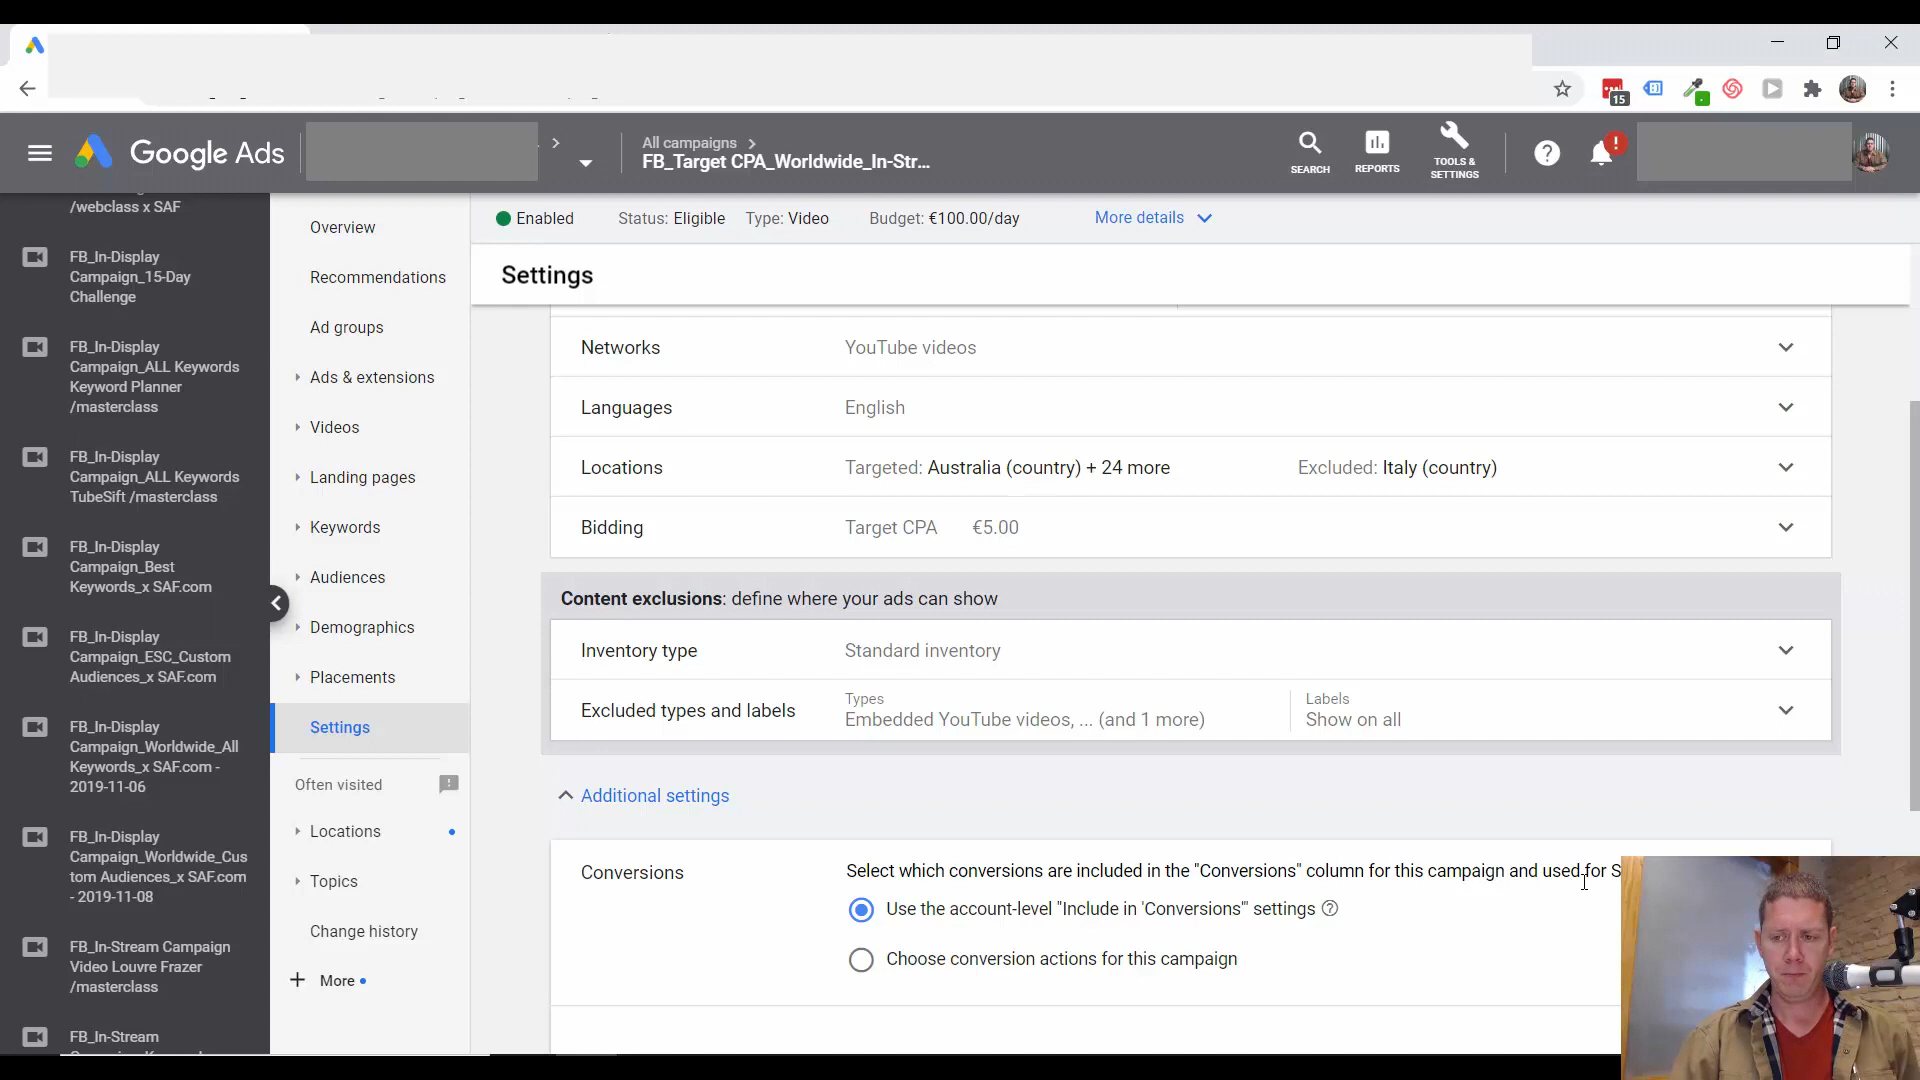 15
Google Ads
All campaigns
FB_Target CPA_Worldwide_In-Str...
SEARCH
REPORTS
TOOLS &
SETTINGS
!
/webclass x SAF
FB_In-Display
Campaign_15-Day
Challenge
FB_In-Display
Campaign_ALL Keywords
Keyword Planner
/masterclass
FB_In-Display
Campaign_ALL Keywords
TubeSift /masterclass
FB_In-Display
Campaign_Best
Keywords_x SAF.com
FB_In-Display
Campaign_ESC_Custom
Audiences_x SAF.com
FB_In-Display
Campaign_Worldwide_All
Keywords_x SAF.com -
2019-11-06
FB_In-Display
Campaign_Worldwide_Cus
tom Audiences_x SAF.com
- 2019-11-08
FB_In-Stream Campaign
Video Louvre Frazer
/masterclass
FB_In-Stream
Overview
Recommendations
Ad groups
Ads & extensions
Videos
Landing pages
Keywords
Audiences
Demographics
Placements
Settings
Often visited
Locations
Topics
Change history
+ More
Enabled Status: Eligible Type: Video Budget: €100.00/day More details
Settings
Networks YouTube videos
Languages English
Locations Targeted: Australia (country) + 24 more Excluded: Italy (country)
Bidding Target CPA €5.00
Content exclusions: define where your ads can show
Inventory type Standard inventory
Excluded types and labels
Types
Embedded YouTube videos, ... (and 1 more)
Labels
Show on all
Additional settings
Conversions
Select which conversions are included in the "Conversions" column for this campaign and used for S
Use the account-level "Include in 'Conversions'" settings ?
Choose conversion actions for this campaign